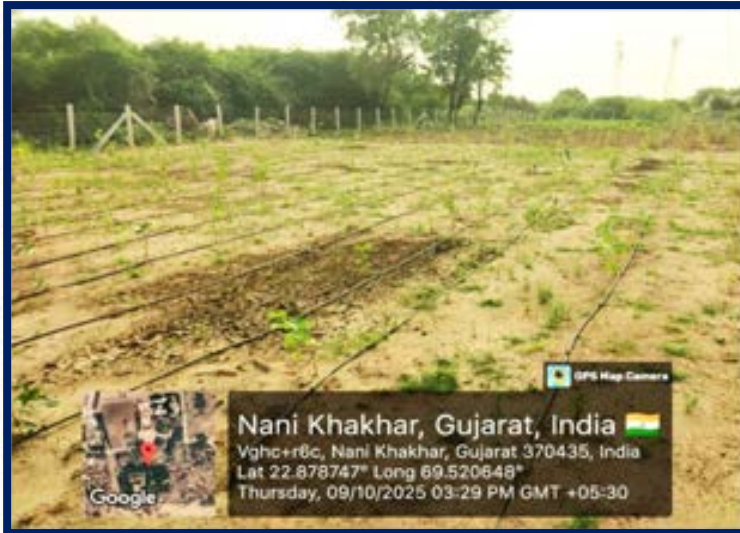 GPS Map Camera
Nani Khakhar, Gujarat, India
Vghc+r6c, Nani Khakhar, Gujarat 370435, India
Lat 22.878747° Long 69.520648°
Thursday, 09/10/2025 03:29 PM GMT +05:30
Google